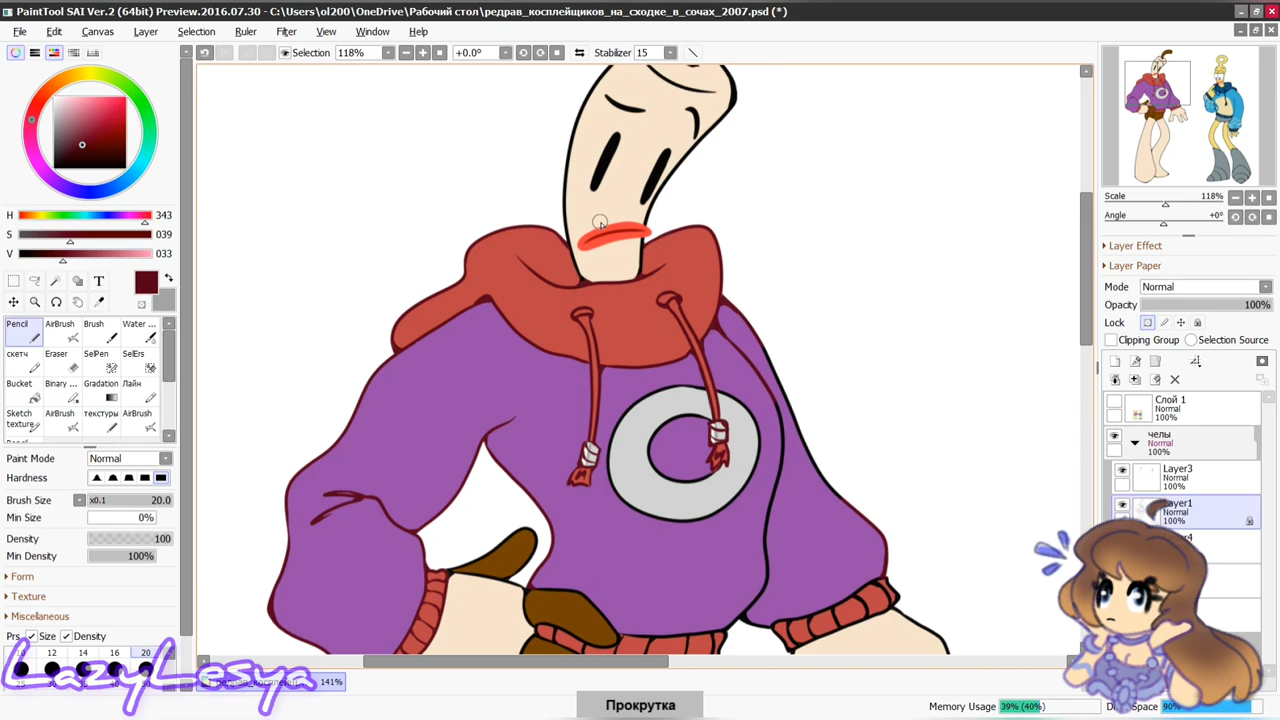 PaintTool SAI Ver.2 (64bit) Preview.2016.07.30 - C:\Users\ol200\OneDrive\Рабочий стол\редрав_косплейщиков_на_сходке_в_сочах_2007.psd (*)
File Edit Canvas Layer Selection Ruler Filter View Window Help
Selection 118% +0.0° Stabilizer 15
H 343
S 039
V 033
T
Pencil AirBrush Brush Water ...
скетч Eraser SelPen SelErs
Bucket Binary ... Gradation Лайн
Sketch texture AirBrush текстуры AirBrush
Paint Mode Normal
Hardness
Brush Size x0.1 20.0
Min Size 0%
Density 100
Min Density 100%
Form
Texture
Miscellaneous
Prs Size Density
12 14 16 20
LazyLesya
141%
Прокрутка
Scale 118%
Angle +0°
Layer Effect
Layer Paper
Mode Normal
Opacity 100%
Lock
Clipping Group Selection Source
Слой 1
Normal
100%
челы
Normal
100%
Layer3
Normal
100%
Layer1
Normal
100%
Memory Usage 39% (40%)
Space 90%